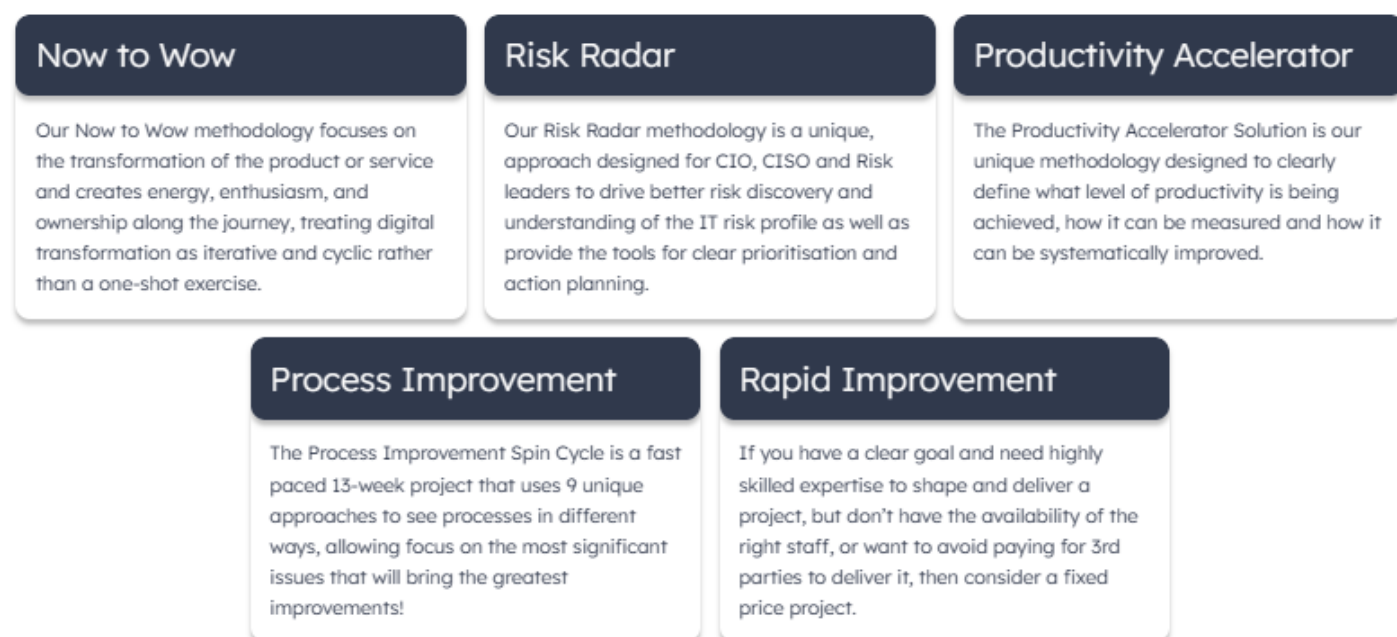 Now to Wow
Our Now to Wow methodology focuses on
the transformation of the product or service
and creates energy, enthusiasm, and
ownership along the journey, treating digital
transformation as iterative and cyclic rather
than a one-shot exercise.
Risk Radar
Our Risk Radar methodology is a unique,
approach designed for CIO, CISO and Risk
leaders to drive better risk discovery and
understanding of the IT risk profile as well as
provide the tools for clear prioritisation and
action planning.
Productivity Accelerator
The Productivity Accelerator Solution is our
unique methodology designed to clearly
define what level of productivity is being
achieved, how it can be measured and how it
can be systematically improved.
Process Improvement
The Process Improvement Spin Cycle is a fast
paced 13-week project that uses 9 unique
approaches to see processes in different
ways, allowing focus on the most significant
issues that will bring the greatest
improvements!
Rapid Improvement
If you have a clear goal and need highly
skilled expertise to shape and deliver a
project, but don't have the availability of the
right staff, or want to avoid paying for 3rd
parties to deliver it, then consider a fixed
price project.